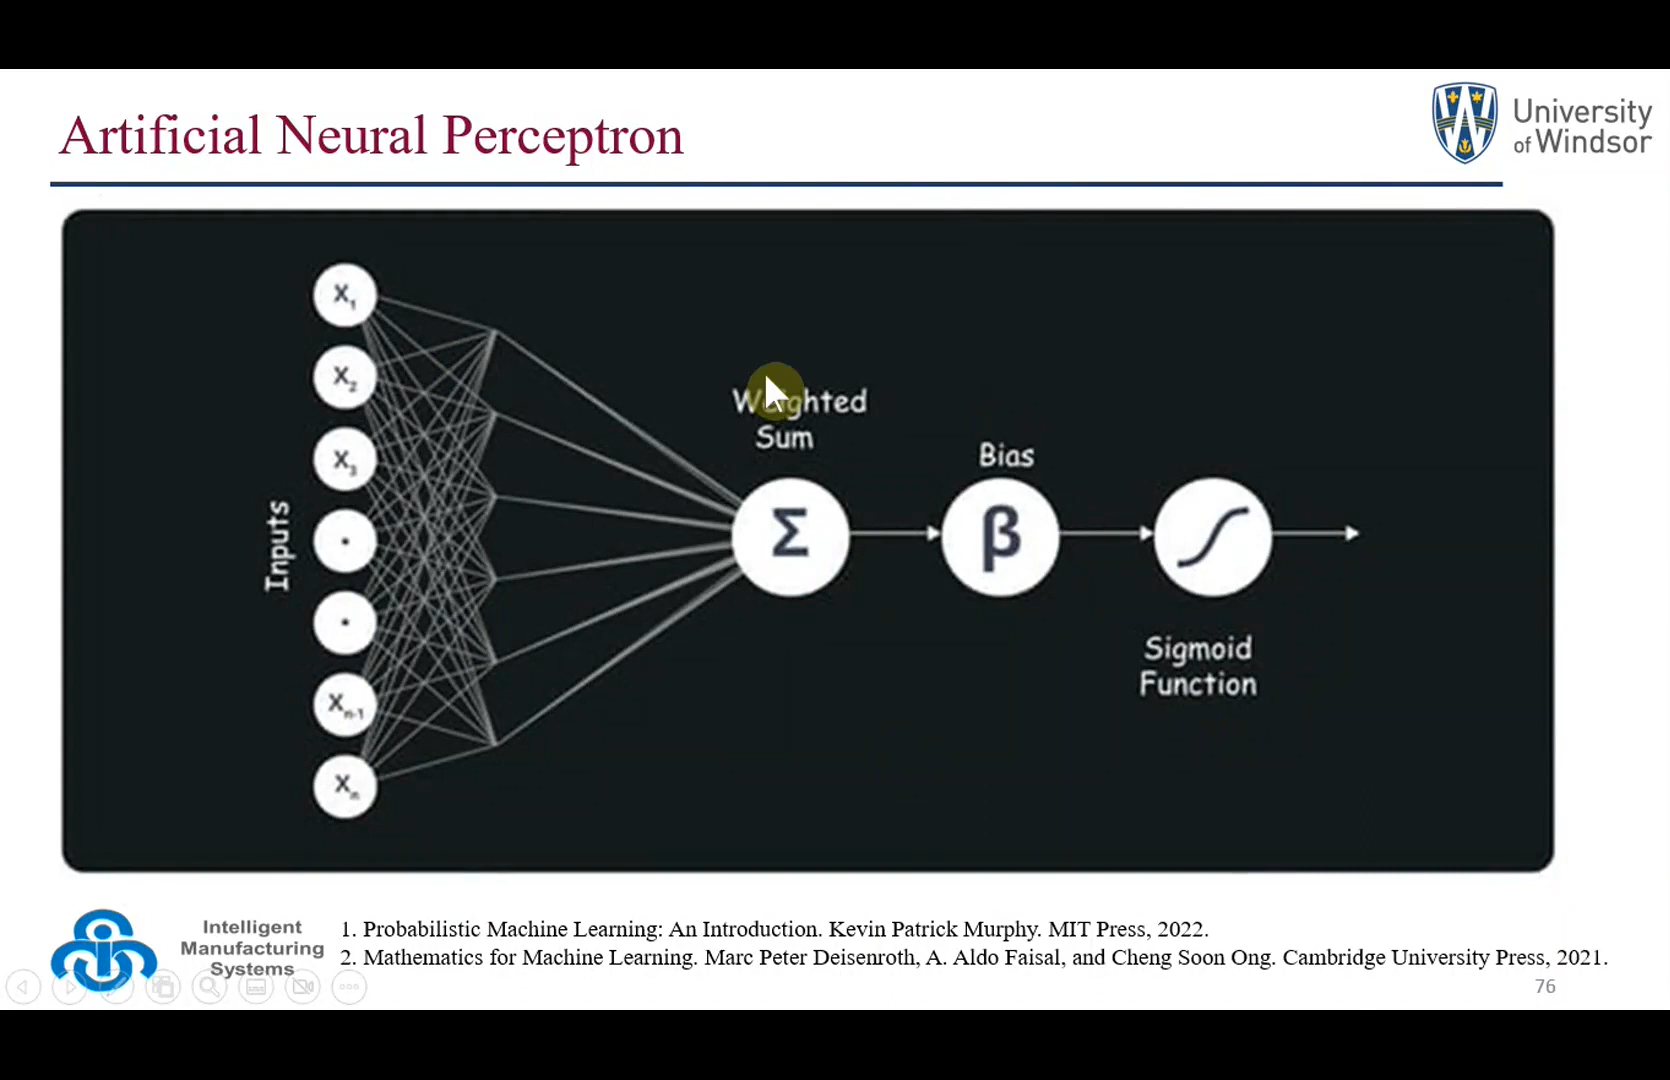 Artificial Neural Perceptron
University
of Windsor
X₁
X₂
X₃
Xₙ₋₁
Xₙ
Inputs
Weighted
Sum
Σ
Bias
β
Sigmoid
Function
Intelligent
Manufacturing
Systems
1. Probabilistic Machine Learning: An Introduction. Kevin Patrick Murphy. MIT Press, 2022.
2. Mathematics for Machine Learning. Marc Peter Deisenroth, A. Aldo Faisal, and Cheng Soon Ong. Cambridge University Press, 2021.
76